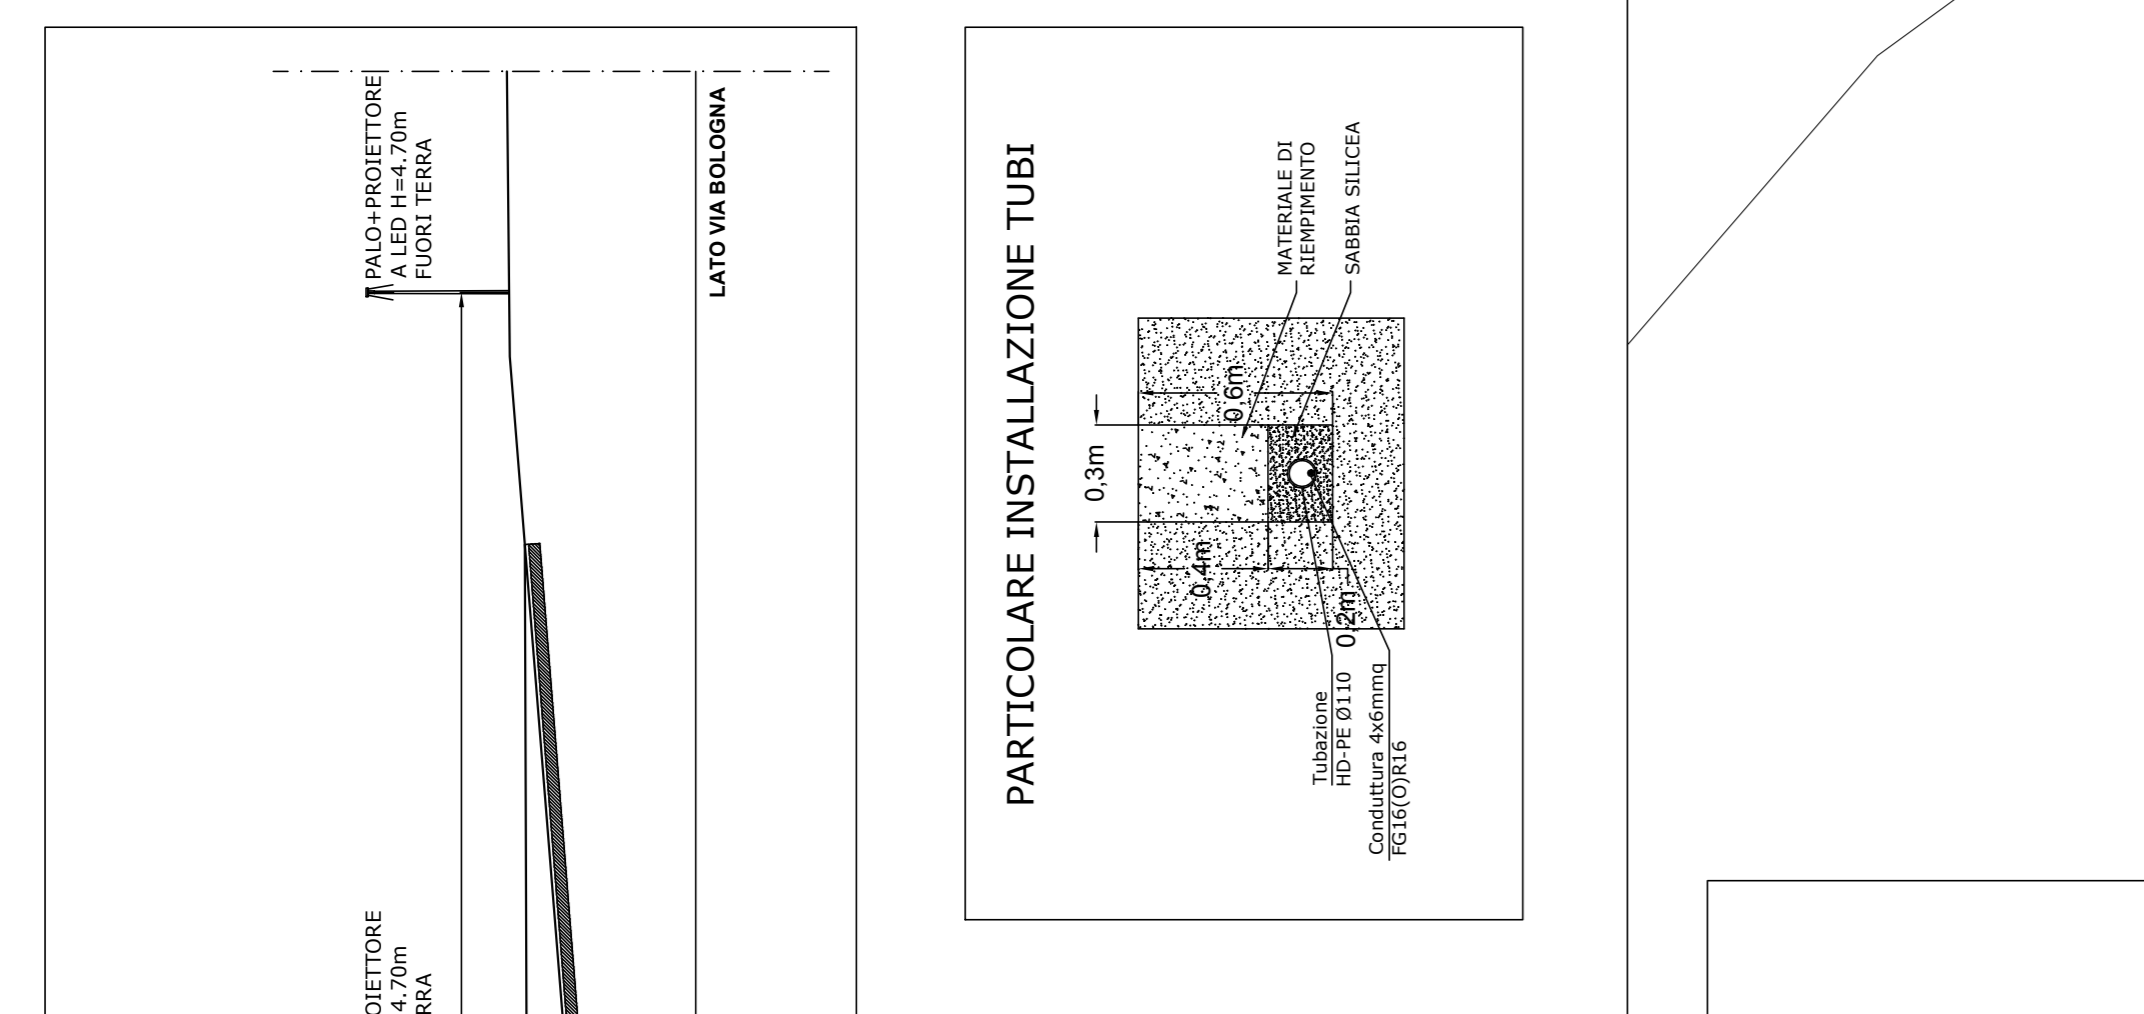 PALO+PROIETTORE
A LED H=4.70m
FUORI TERRA
LATO VIA BOLOGNA
OIETTORE
4.70m
RRA
PARTICOLARE INSTALLAZIONE TUBI
MATERIALE DI
RIEMPIMENTO
SABBIA SILICEA
0,3m
0,6m
0,4m
0,2m
Tubazione
HD-PE Ø110
Conduttura 4x6mmq
FG16(O)R16